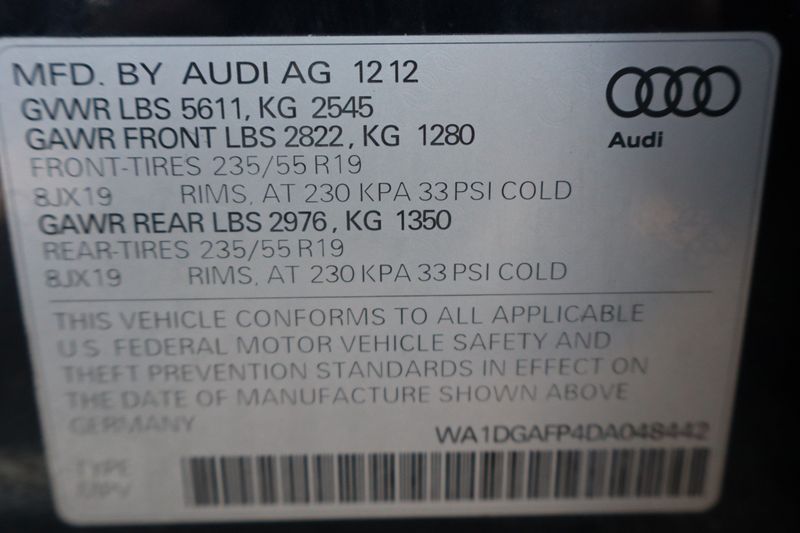 MFD. BY AUDI AG 12 12
GVWR LBS 5611, KG 2545
GAWR FRONT LBS 2822, KG 1280
FRONT-TIRES 235/55 R19
8JX19 RIMS, AT 230 KPA 33 PSI COLD
GAWR REAR LBS 2976, KG 1350
REAR-TIRES 235/55 R19
8JX19 RIMS, AT 230 KPA 33 PSI COLD
Audi
THIS VEHICLE CONFORMS TO ALL APPLICABLE
U.S. FEDERAL MOTOR VEHICLE SAFETY AND
THEFT PREVENTION STANDARDS IN EFFECT ON
THE DATE OF MANUFACTURE SHOWN ABOVE
GERMANY
WA1DGAFP4DA048442
TYPE
MPV